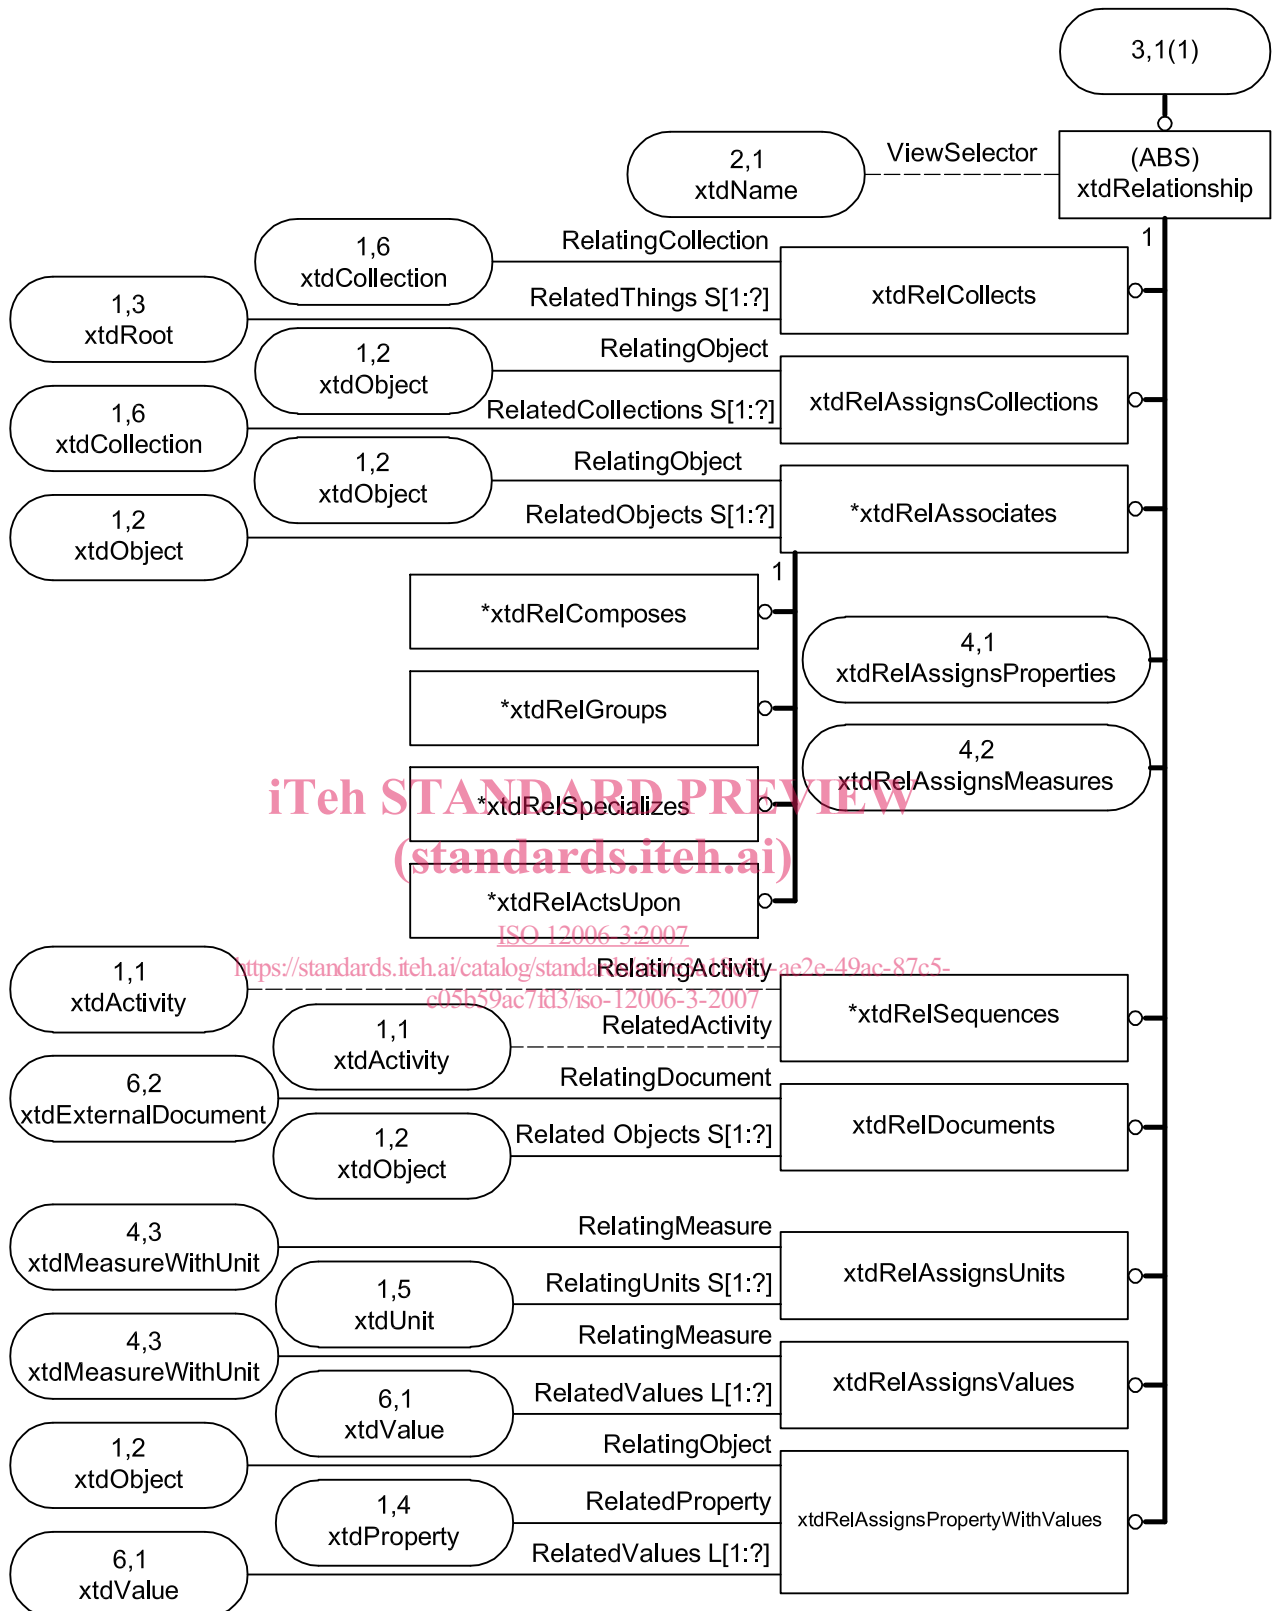 3,1(1)
ViewSelector
2,1
xtdName
(ABS)
xtdRelationship
1
1,6
xtdCollection
RelatingCollection
xtdRelCollects
1,3
xtdRoot
RelatedThings S[1:?]
1,2
xtdObject
RelatingObject
xtdRelAssignsCollections
1,6
xtdCollection
RelatedCollections S[1:?]
1,2
xtdObject
RelatingObject
*xtdRelAssociates
1,2
xtdObject
RelatedObjects S[1:?]
1
*xtdRelComposes
4,1
xtdRelAssignsProperties
*xtdRelGroups
4,2
xtdRelAssignsMeasures
iTeh STANDARD PREVIEW
*xtdRelSpecializes
(standards.iteh.ai)
*xtdRelActsUpon
ISO 12006-3:2007
1,1
xtdActivity
RelatingActivity
*xtdRelSequences
c05b59ac7fd3/iso-12006-3-2007
1,1
xtdActivity
RelatedActivity
6,2
xtdExternalDocument
RelatingDocument
xtdRelDocuments
1,2
xtdObject
Related Objects S[1:?]
4,3
xtdMeasureWithUnit
RelatingMeasure
xtdRelAssignsUnits
1,5
xtdUnit
RelatingUnits S[1:?]
4,3
xtdMeasureWithUnit
RelatingMeasure
xtdRelAssignsValues
6,1
xtdValue
RelatedValues L[1:?]
1,2
xtdObject
RelatingObject
1,4
xtdProperty
RelatedProperty
xtdRelAssignsPropertyWithValues
6,1
xtdValue
RelatedValues L[1:?]